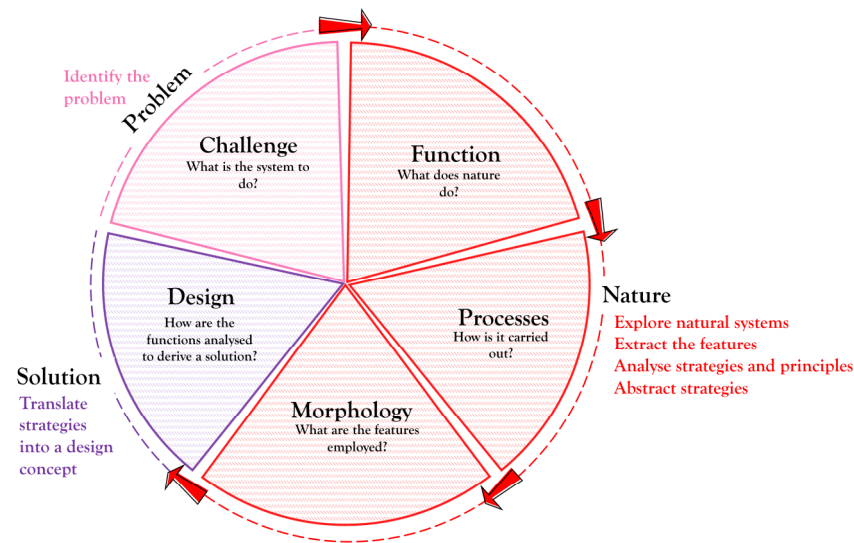 Problem
Identify the
problem
Challenge
What is the system to
do?
Function
What does nature
do?
Processes
How is it carried
out?
Nature
Explore natural systems
Extract the features
Analyse strategies and principles
Abstract strategies
Morphology
What are the features
employed?
Design
How are the
functions analysed
to derive a solution?
Solution
Translate
strategies
into a design
concept